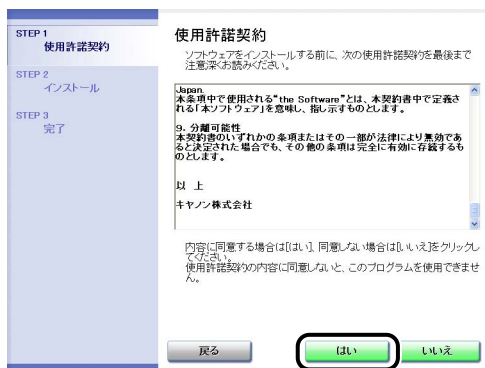 STEP 1
使用許諾契約
STEP 2
インストール
STEP 3
完了
使用許諾契約
ソフトウェアをインストールする前に、次の使用許諾契約を最後まで
注意深くお読みください。
Japan.
本条項中で使用される“the Software”とは、本契約書中で定義さ
れる「本ソフトウェア」を意味し、指し示すものとします。
9. 分離可能性
本契約書のいずれかの条項またはその一部が法律により無効であ
ると決定された場合でも、その他の条項は完全に有効に存続するも
のとします。
以 上
キヤノン株式会社
内容に同意する場合は[はい]、同意しない場合は[いいえ]をクリックし
てください。
使用許諾契約の内容に同意しないと、このプログラムを使用できませ
ん。
戻る
はい
いいえ